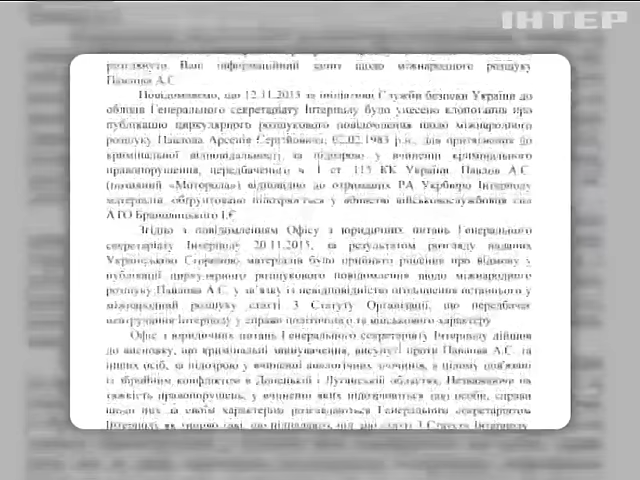 ІНТЕР
розглянути Ваш інформаційний запит щодо міжнародного розшуку
Павлова А.С.
Повідомляємо, що 12.11.2015 за ініціативи Служби безпеки України до
обліків Генерального секретаріату Інтерполу було унесено клопотання про
публікацію циркулярного розшукового повідомлення щодо міжнародного
розшуку Павлова Арсенія Сергійовича, 02.02.1983 р.н., для притягнення до
кримінальної відповідальності, за підозрою у вчиненні кримінального
правопорушення, передбаченого ч. 1 ст. 115 КК України. Павлов А.С.
(позивний «Моторола») відповідно до отриманих РА Укрбюро Інтерполу
матеріалів, обґрунтовано підозрюється у вбивстві військовослужбовця сил
АТО Брановицького І.Є.
Згідно з повідомленням Офісу з юридичних питань Генерального
секретаріату Інтерполу 20.11.2015, за результатом розгляду наданих
Українською Стороною, матеріалів було прийнято рішення про відмову у
публікації циркулярного розшукового повідомлення щодо міжнародного
розшуку Павлова А.С. у зв'язку із невідповідністю оголошення останнього у
міжнародний розшук статті 3 Статуту Організації, що передбачає
невтручання Інтерполу у справи політичного та військового характеру.
Офіс з юридичних питань Генерального секретаріату Інтерполу дійшов
до висновку, що кримінальні звинувачення, висунуті проти Павлова А.С. та
інших осіб, за підозрою у вчиненні аналогічних злочинів, в цілому пов'язані
із збройним конфліктом в Донецькій і Луганській областях. Незважаючи на
тяжкість правопорушень, у вчиненні яких підозрюються такі особи, справи
щодо них за своїм характером розглядаються Генеральним секретаріатом
Інтерполу як що підпадають під дію статті 3 Статуту Інтерполу.